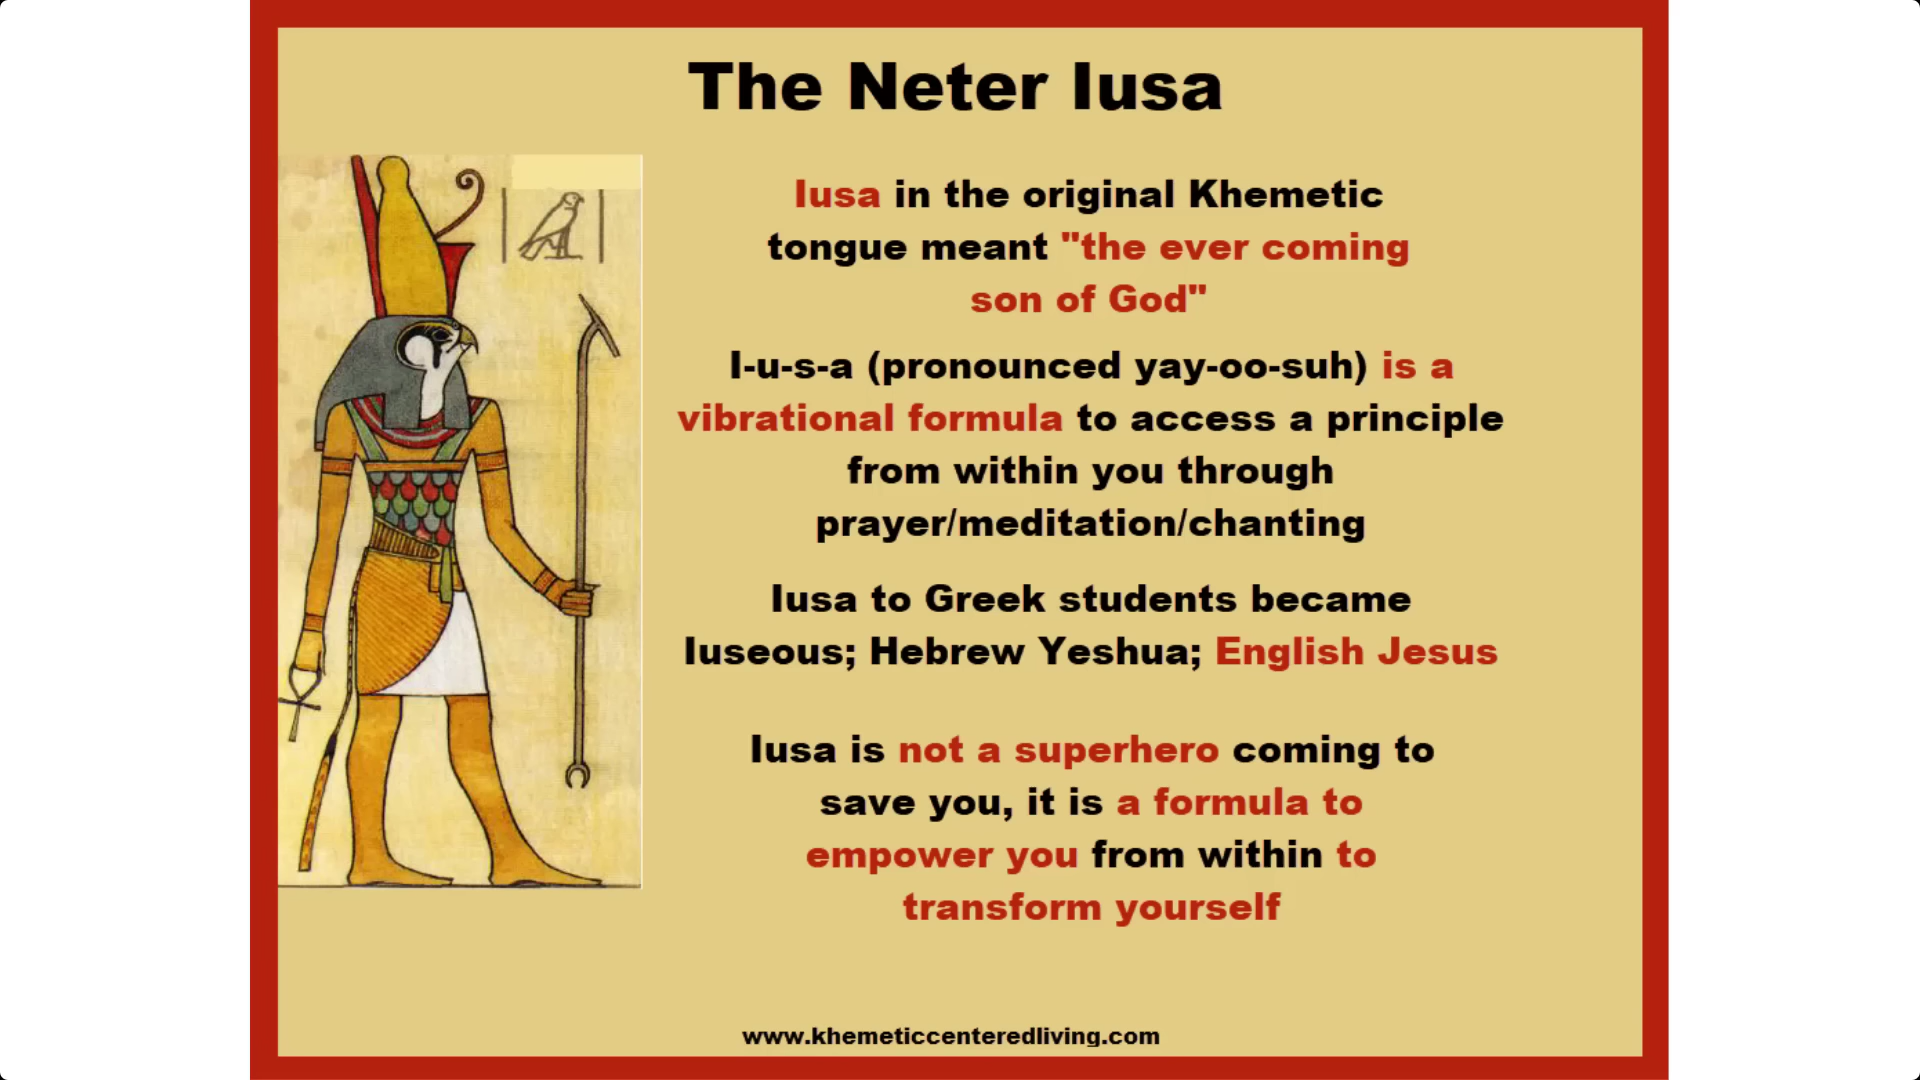 The Neter Iusa
Iusa in the original Khemetic
tongue meant "the ever coming
son of God"
I-u-s-a (pronounced yay-oo-suh) is a
vibrational formula to access a principle
from within you through
prayer/meditation/chanting
Iusa to Greek students became
Iuseous; Hebrew Yeshua; English Jesus
Iusa is not a superhero coming to
save you, it is a formula to
empower you from within to
transform yourself
www.khemeticcenteredliving.com